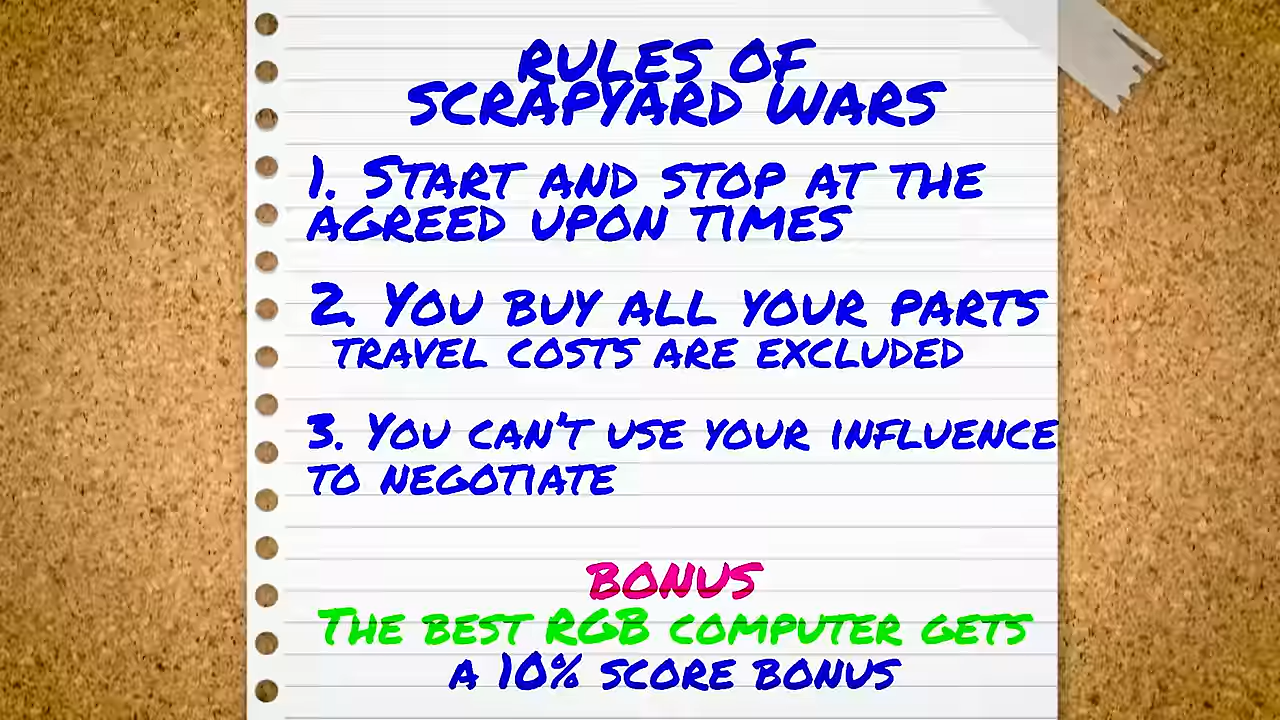 RULES OF
SCRAPYARD WARS
1. START AND STOP AT THE
AGREED UPON TIMES
2. YOU BUY ALL YOUR PARTS
TRAVEL COSTS ARE EXCLUDED
3. YOU CAN'T USE YOUR INFLUENCE
TO NEGOTIATE
BONUS
THE BEST RGB COMPUTER GETS
A 10% SCORE BONUS